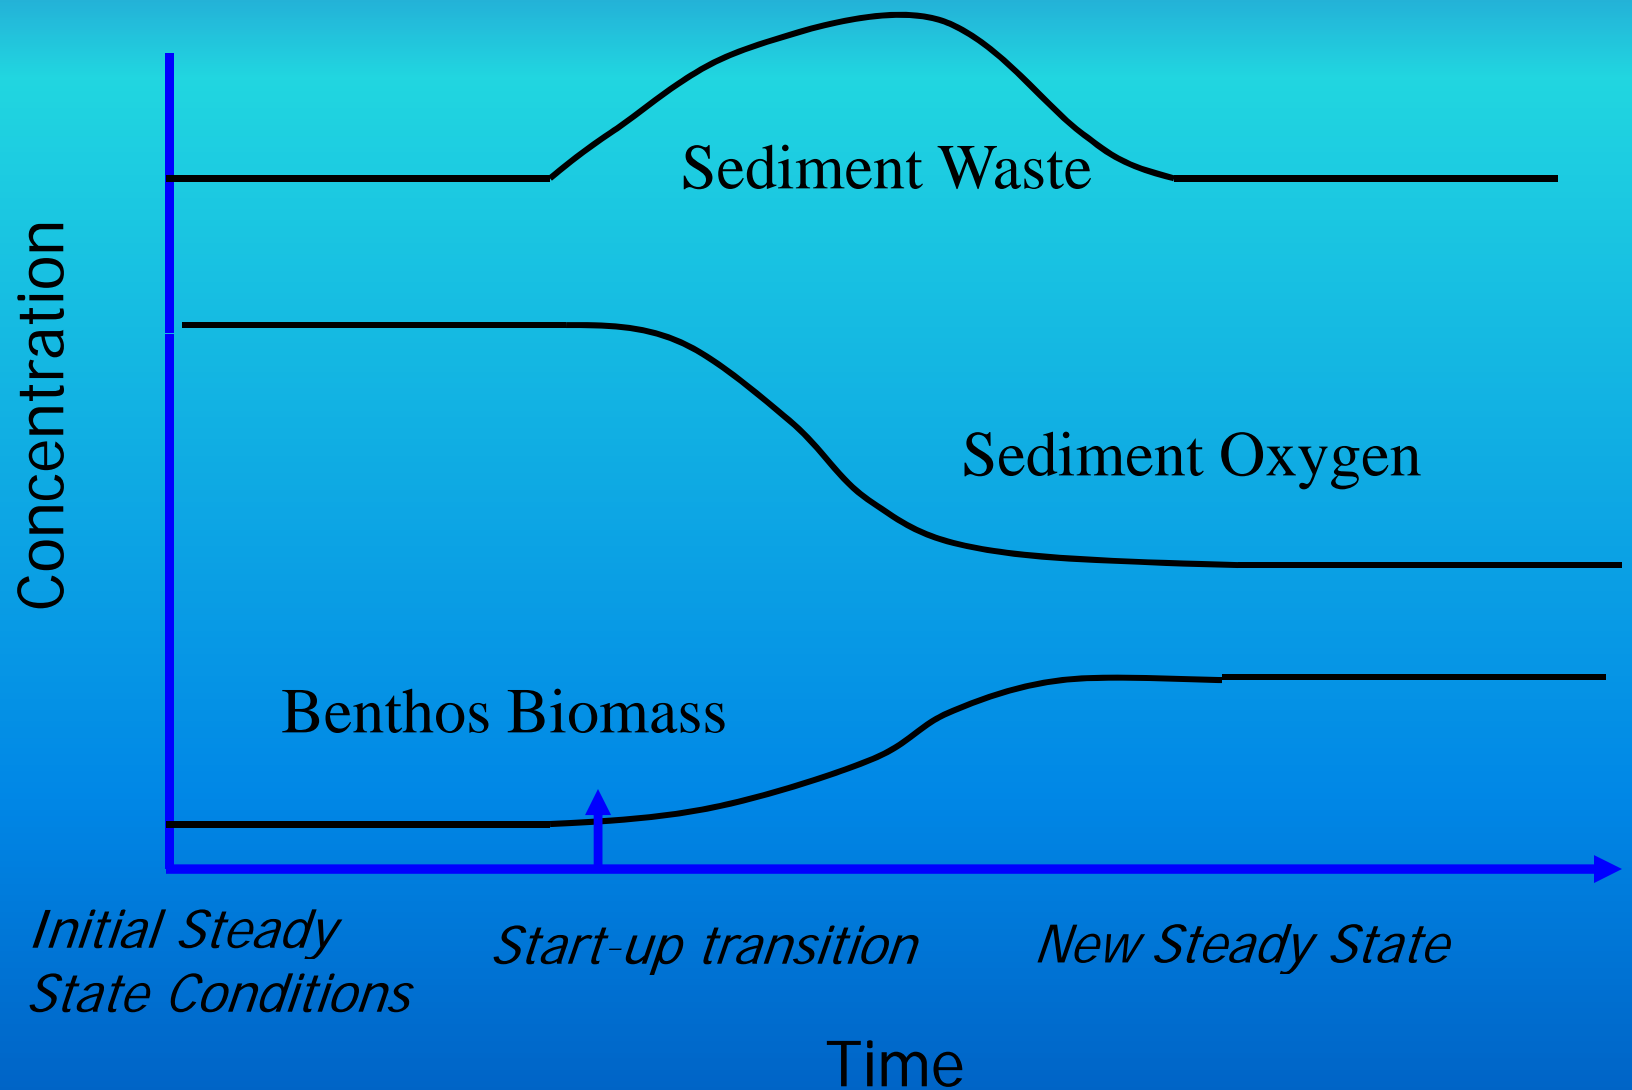 Sediment Waste
Concentration
Sediment Oxygen
Benthos Biomass
Initial Steady
State Conditions
Start-up transition
New Steady State
Time